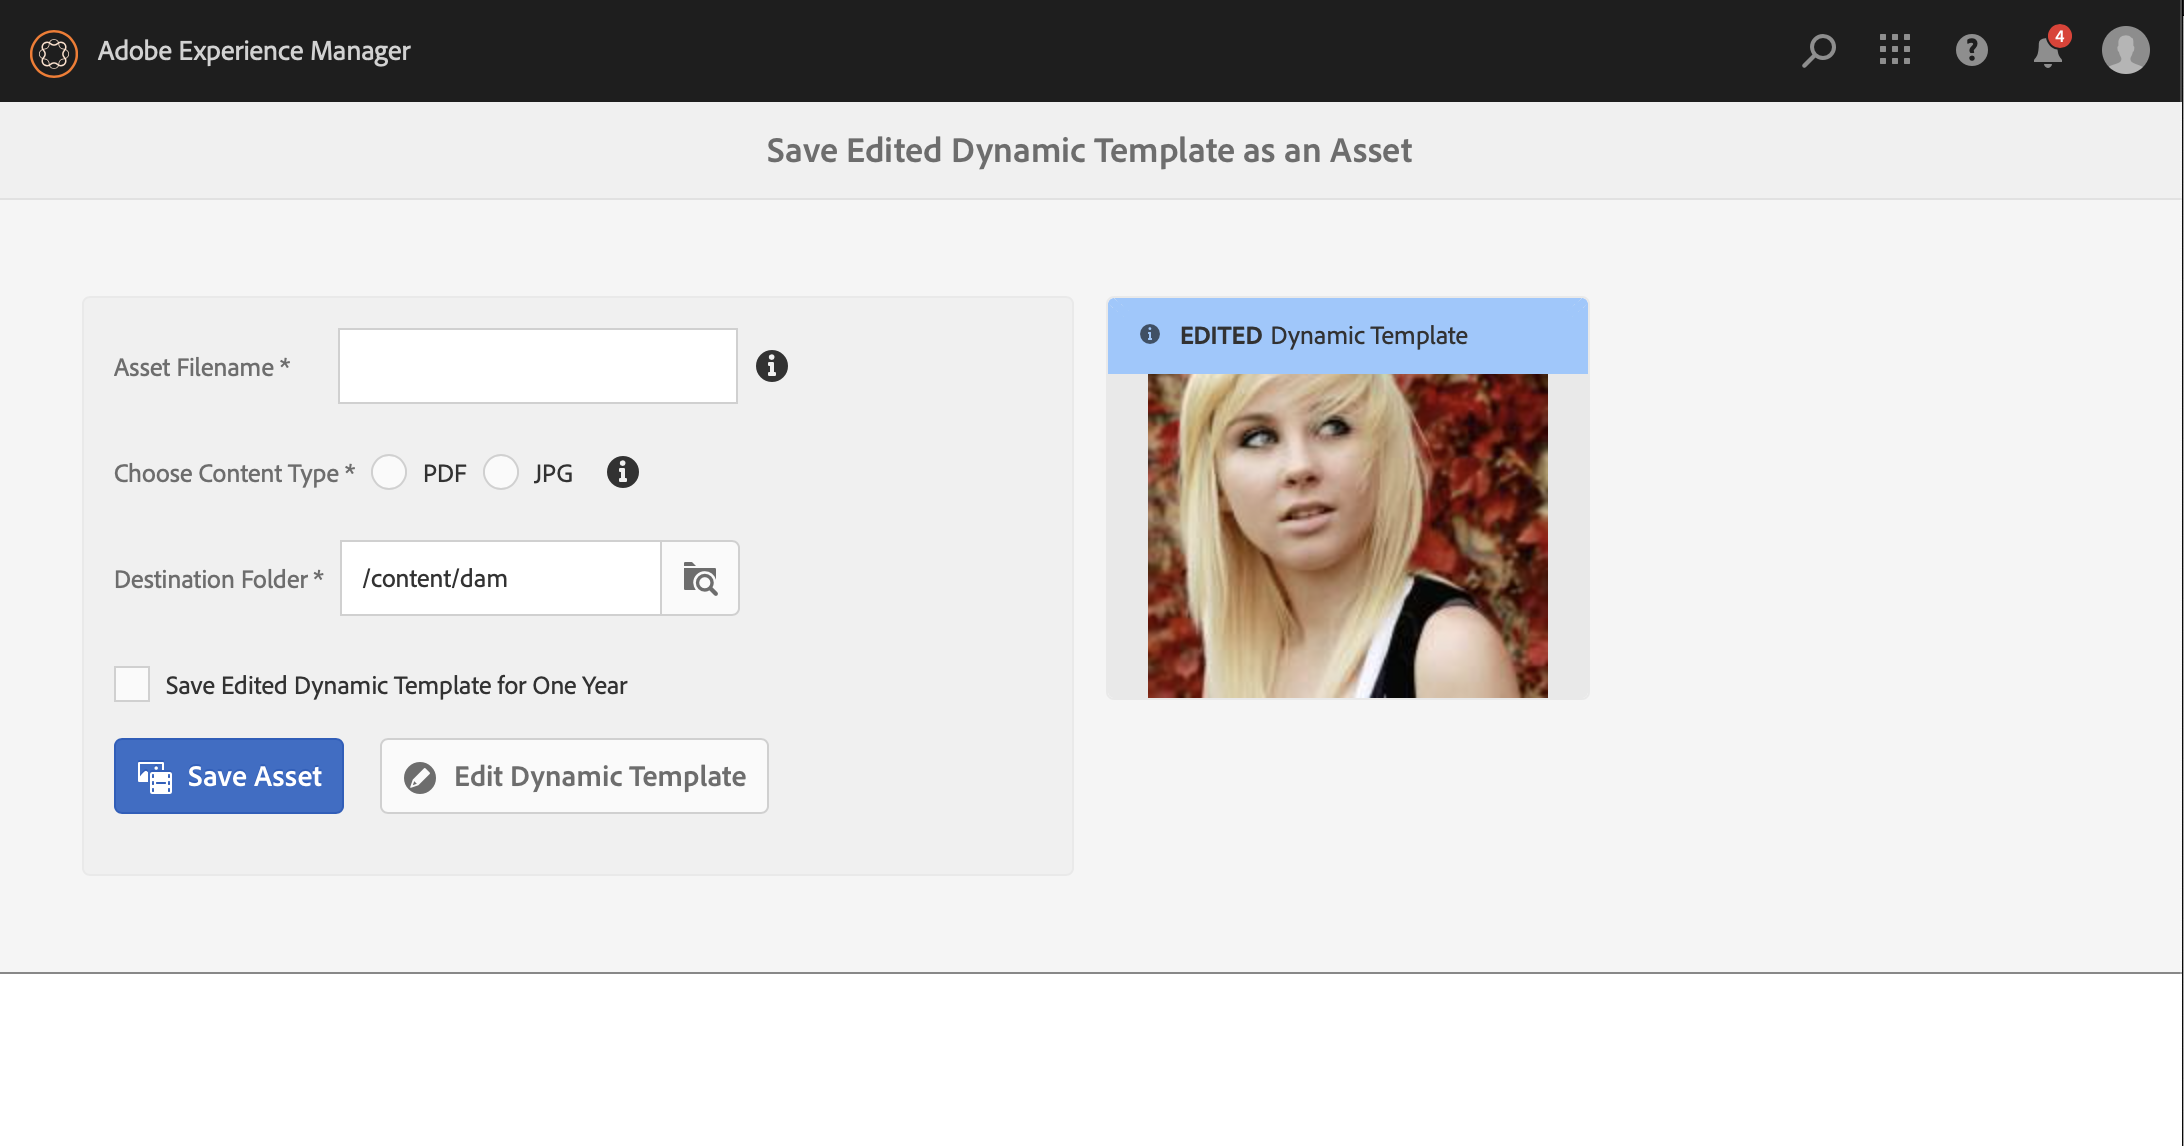 Adobe Experience Manager
4
Save Edited Dynamic Template as an Asset
Asset Filename *
Choose Content Type * PDF JPG
Destination Folder * /content/dam
Save Edited Dynamic Template for One Year
Save Asset Edit Dynamic Template
EDITED Dynamic Template